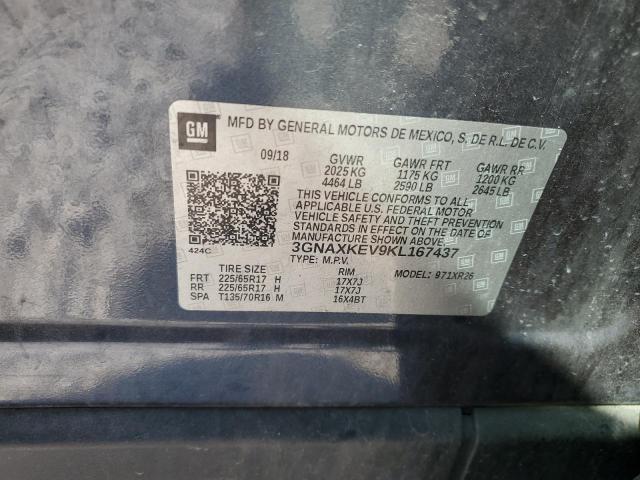 GM
MFD BY GENERAL MOTORS DE MEXICO, S. DE R.L. DE C.V.
09/18 GVWR GAWR FRT GAWR RR
2025 KG 1175 KG 1200 KG
4464 LB 2590 LB 2645 LB
THIS VEHICLE CONFORMS TO ALL
APPLICABLE U.S. FEDERAL MOTOR
VEHICLE SAFETY AND THEFT PREVENTION
STANDARDS IN EFFECT ON THE DATE OF
MANUFACTURE SHOWN ABOVE.
424C 3GNAXKEV9KL167437
TYPE: M.P.V. MODEL: 971XR26
TIRE SIZE RIM
FRT 225/65R17 H 17X7J
RR 225/65R17 H 17X7J
SPA T135/70R16 M 16X4BT